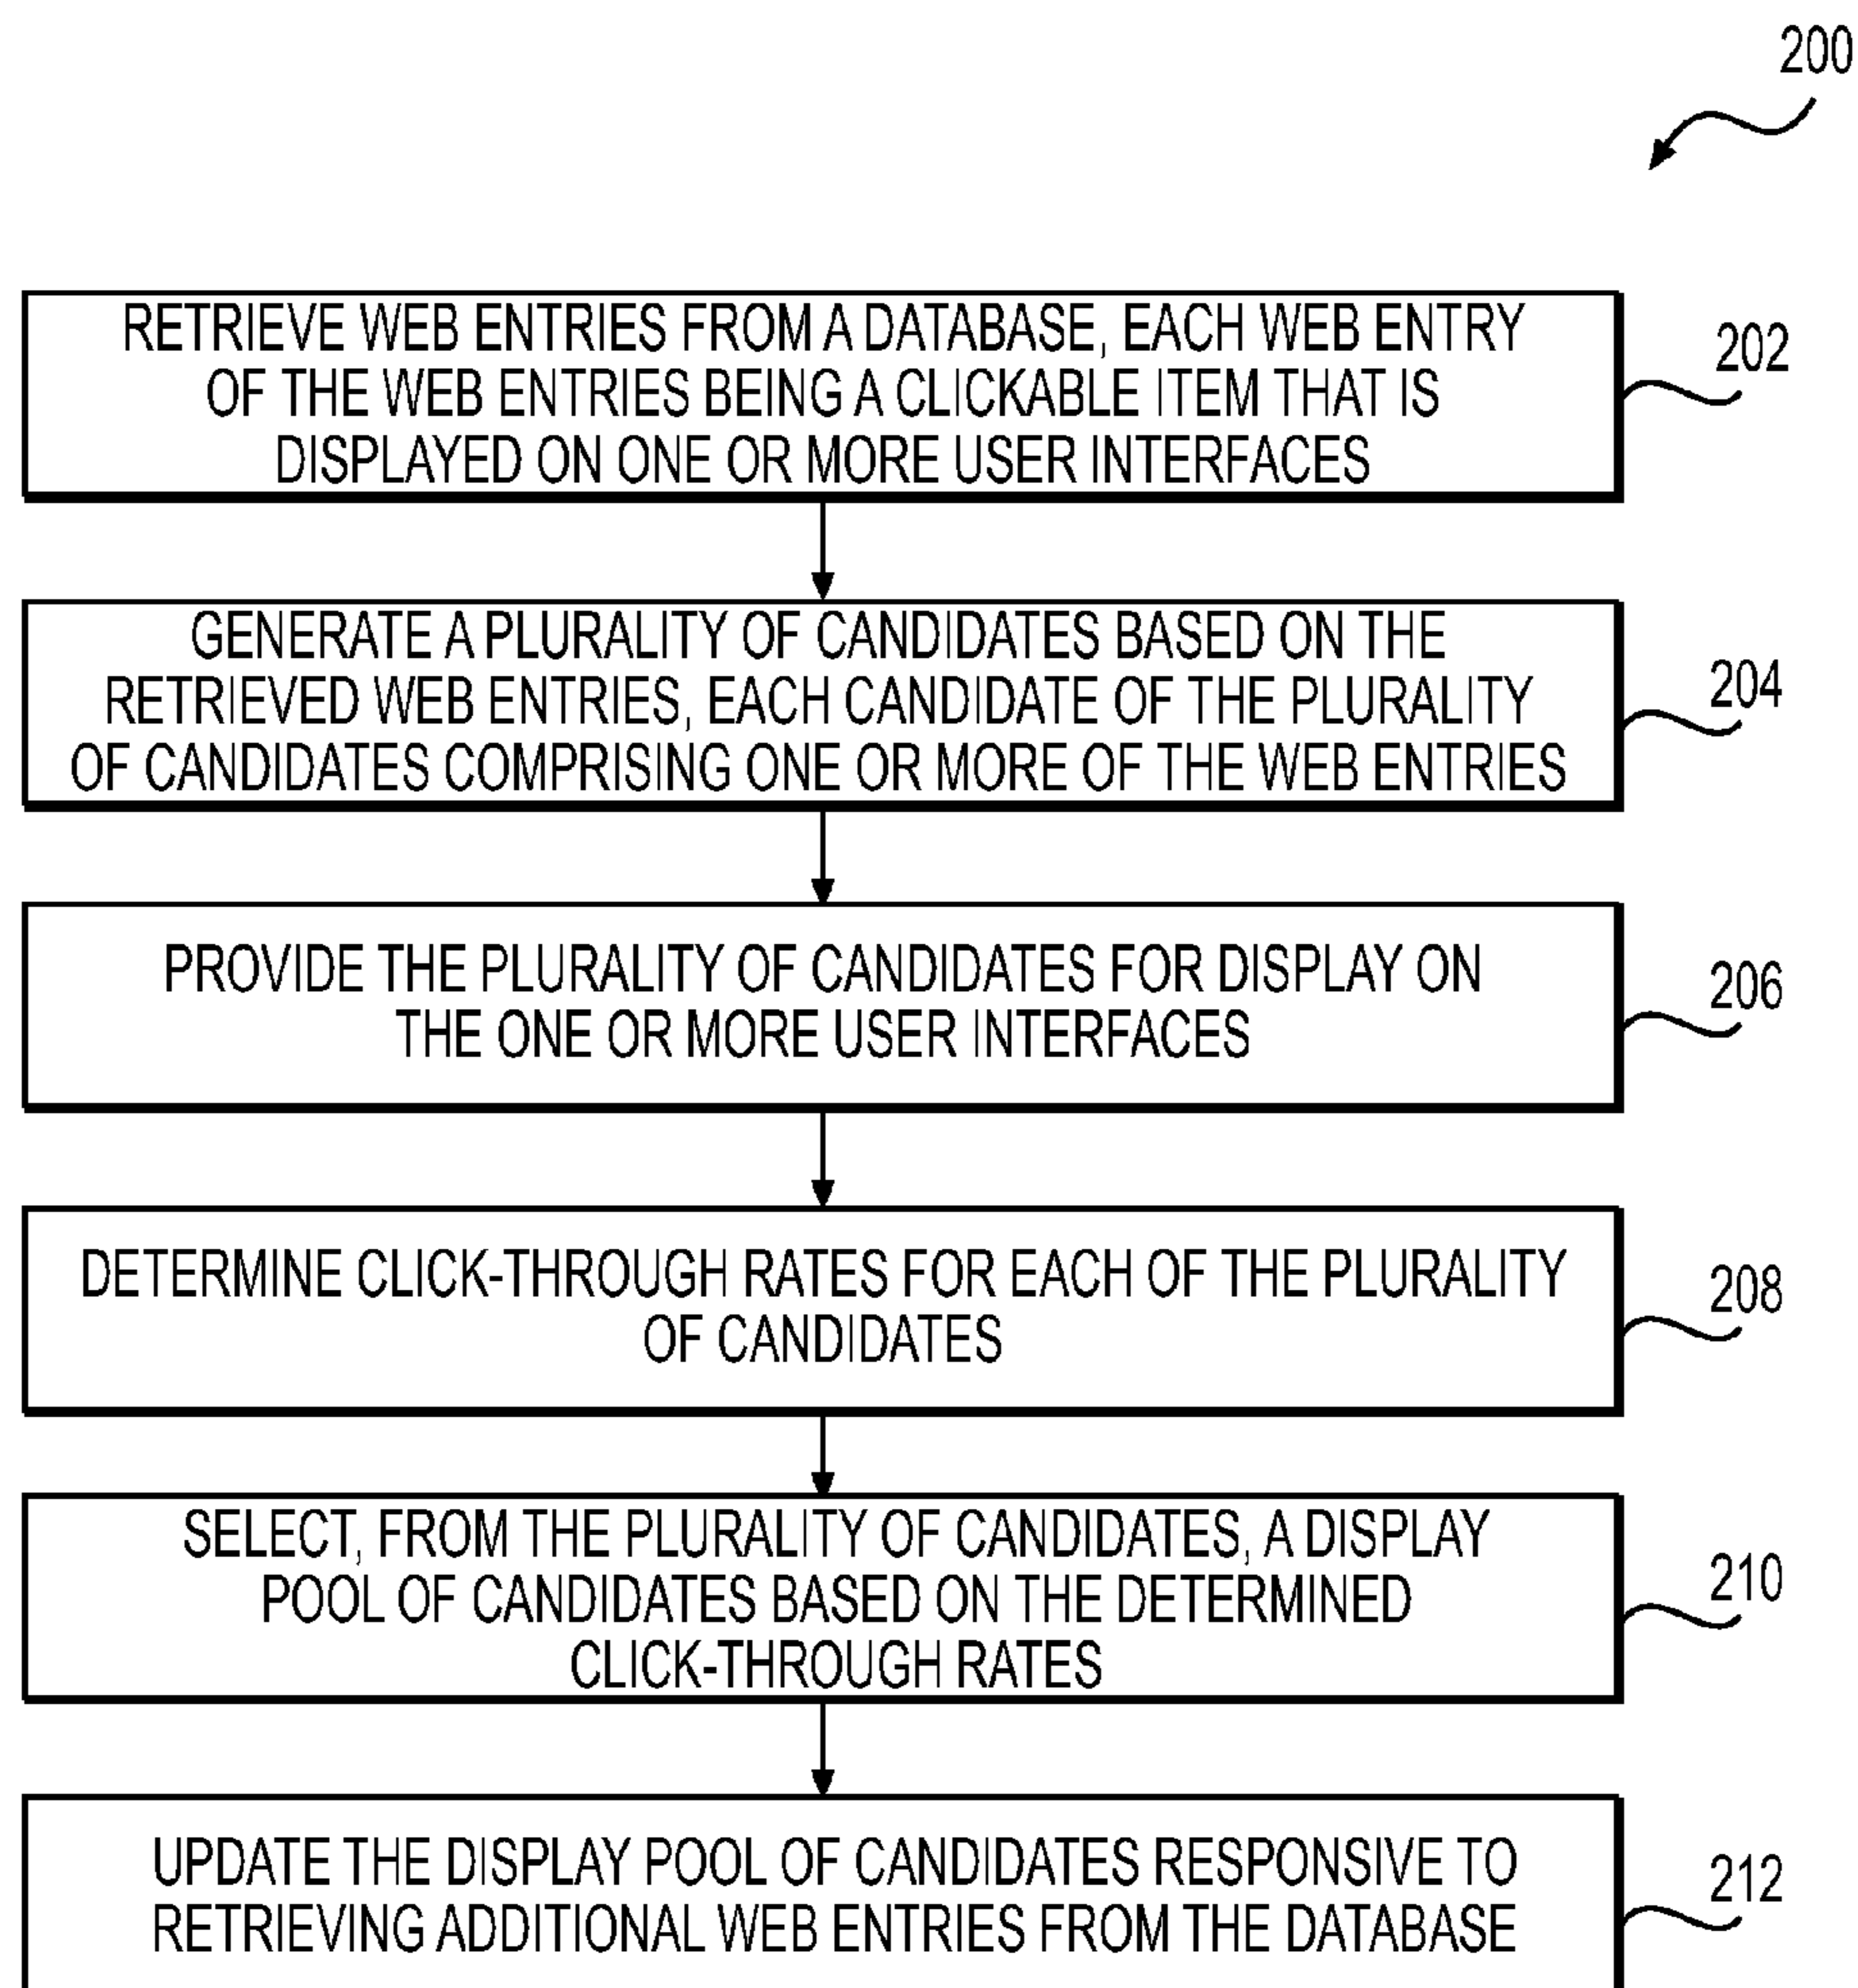 200
RETRIEVE WEB ENTRIES FROM A DATABASE, EACH WEB ENTRY
OF THE WEB ENTRIES BEING A CLICKABLE ITEM THAT IS
DISPLAYED ON ONE OR MORE USER INTERFACES
202
GENERATE A PLURALITY OF CANDIDATES BASED ON THE
RETRIEVED WEB ENTRIES, EACH CANDIDATE OF THE PLURALITY
OF CANDIDATES COMPRISING ONE OR MORE OF THE WEB ENTRIES
204
PROVIDE THE PLURALITY OF CANDIDATES FOR DISPLAY ON
THE ONE OR MORE USER INTERFACES
206
DETERMINE CLICK-THROUGH RATES FOR EACH OF THE PLURALITY
OF CANDIDATES
208
SELECT, FROM THE PLURALITY OF CANDIDATES, A DISPLAY
POOL OF CANDIDATES BASED ON THE DETERMINED
CLICK-THROUGH RATES
210
UPDATE THE DISPLAY POOL OF CANDIDATES RESPONSIVE TO
RETRIEVING ADDITIONAL WEB ENTRIES FROM THE DATABASE
212